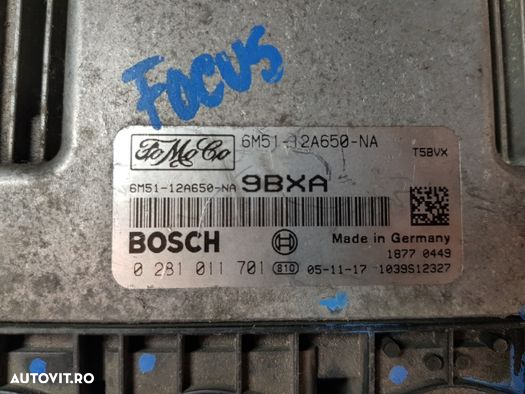 FOCUS
FoMoCo
6M51-12A650-NA
T5BVX
6M51-12A650-NA 9BXA
BOSCH
Made in Germany
1877 0449
0 281 011 701 810 05-11-17 1039S12327
AUTOVIT.RO